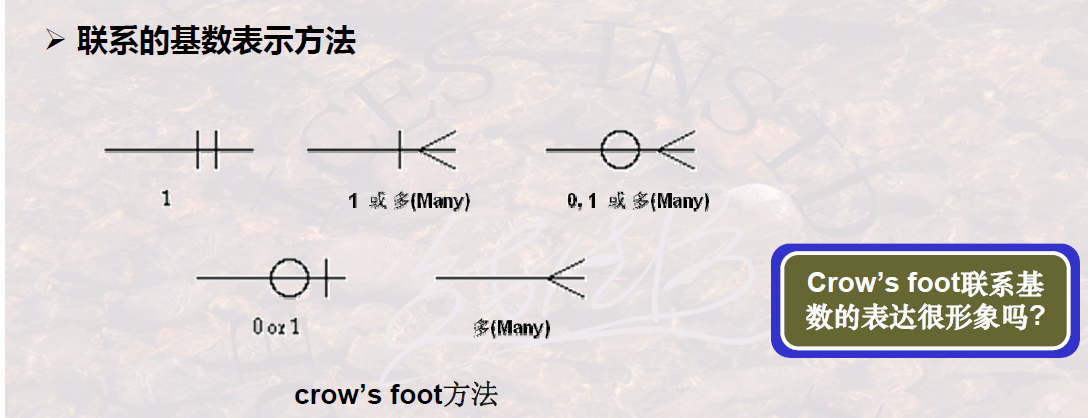 ➢ 联系的基数表示方法
1
1 或 多(Many)
0, 1 或 多(Many)
0 or 1
多(Many)
Crow’s foot联系基
数的表达很形象吗?
crow’s foot方法